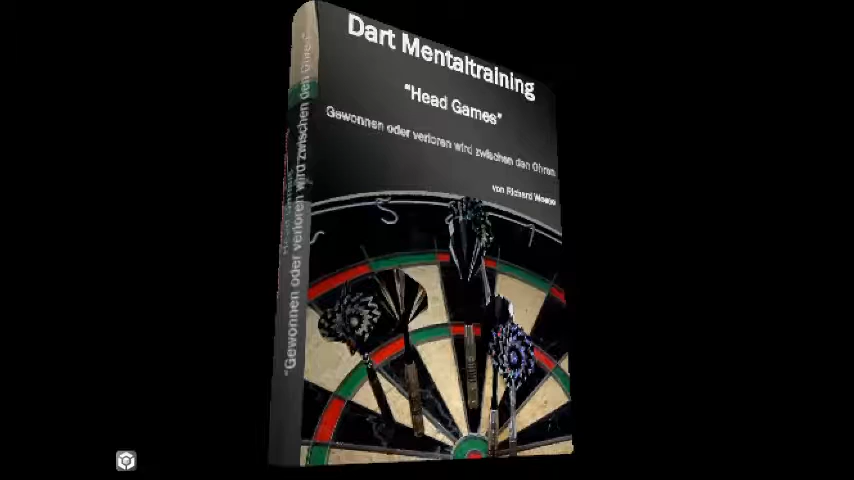 Dart Mentaltraining
"Head Games"
Gewonnen oder verloren wird zwischen den Ohren
von Richard
"Gewonnen oder verloren wird zwischen den Ohren"